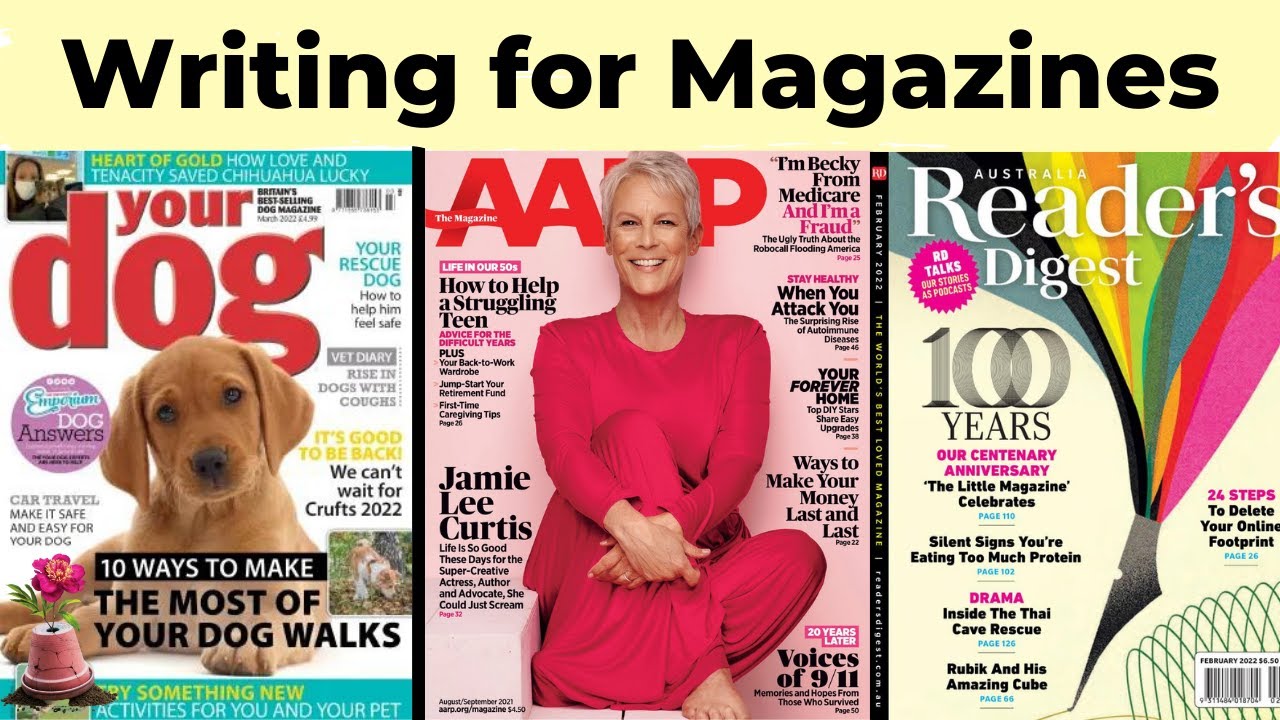 Writing for Magazines
HEART OF GOLD HOW LOVE AND
TENACITY SAVED CHIHUAHUA LUCKY
your
dog
BRITAIN'S
BEST-SELLING
DOG MAGAZINE
March 2022 £4.99
YOUR
RESCUE
DOG
How to
help him
feel safe
VET DIARY
RISE IN
DOGS WITH
COUGHS
Emporium
DOG
Answers
IT'S GOOD
TO BE BACK!
We can't
wait for
Crufts 2022
CAR TRAVEL
MAKE IT SAFE
AND EASY FOR
YOUR DOG
10 WAYS TO MAKE
THE MOST OF
YOUR DOG WALKS
TRY SOMETHING NEW
ACTIVITIES FOR YOU AND YOUR PET
AARP
The Magazine
LIFE IN OUR 50s
How to Help
a Struggling
Teen
ADVICE FOR THE
DIFFICULT YEARS
PLUS
Your Back-to-Work
Wardrobe
Jump-Start Your
Retirement Fund
First-Time
Caregiving Tips
Page 26
Jamie
Lee
Curtis
Life Is So Good
These Days for the
Super-Creative
Actress, Author
and Advocate, She
Could Just Scream
Page 32
August/September 2021
aarp.org/magazine $4.50
"I'm Becky
From
Medicare
And I'm a
Fraud"
The Ugly Truth About the
Robocall Flooding America
Page 25
STAY HEALTHY
When You
Attack You
The Surprising Rise
of Autoimmune
Diseases
Page 46
YOUR
FOREVER
HOME
Top DIY Stars
Share Easy
Upgrades
Page 38
Ways to
Make Your
Money
Last and
Last
Page 22
20 YEARS
LATER
Voices
of 9/11
Memories and Hopes From
Those Who Survived
Page 50
RD FEBRUARY 2022 | THE WORLD'S BEST LOVED MAGAZINE | readersdigest.com.au
AUSTRALIA
Reader's
Digest
RD
TALKS
OUR STORIES
AS PODCASTS
100
YEARS
OUR CENTENARY
ANNIVERSARY
'The Little Magazine'
Celebrates
PAGE 110
Silent Signs You're
Eating Too Much Protein
PAGE 102
DRAMA
Inside The Thai
Cave Rescue
PAGE 126
Rubik And His
Amazing Cube
PAGE 66
24 STEPS
To Delete
Your Online
Footprint
PAGE 26
FEBRUARY 2022 $6.50
9 311484 018704